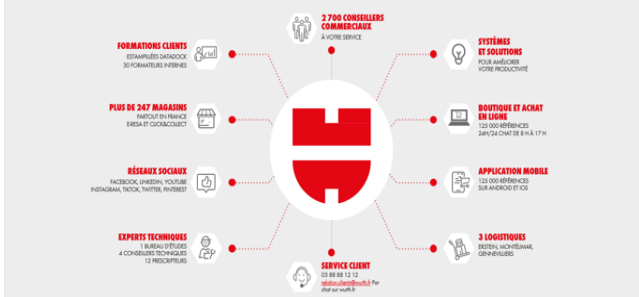 2 700 CONSEILLERS
COMMERCIAUX
À VOTRE SERVICE
FORMATIONS CLIENTS
ESTAMPILLÉES DATADOCK
20 FORMATEURS INTERNES
SYSTÈMES
ET SOLUTIONS
POUR AMÉLIORER
VOTRE PRODUCTIVITÉ
PLUS DE 247 MAGASINS
PARTOUT EN FRANCE
E-RESA ET CLICK&COLLECT
BOUTIQUE ET ACHAT
EN LIGNE
125 000 RÉFÉRENCES
24H/24 CHAT DE 8 H À 17 H
RÉSEAUX SOCIAUX
FACEBOOK, LINKEDIN, YOUTUBE
INSTAGRAM, TIKTOK, TWITTER, PINTEREST
APPLICATION MOBILE
125 000 RÉFÉRENCES
SUR ANDROID ET IOS
EXPERTS TECHNIQUES
1 BUREAU D'ÉTUDES
4 CONSEILLERS TECHNIQUES
12 PRESCRIPTEURS
3 LOGISTIQUES
ERSTEIN, MONTÉLIMAR,
GENNEVILLIERS
SERVICE CLIENT
03 88 88 12 12
relation.clients@wurth.fr Par
chat sur wurth.fr